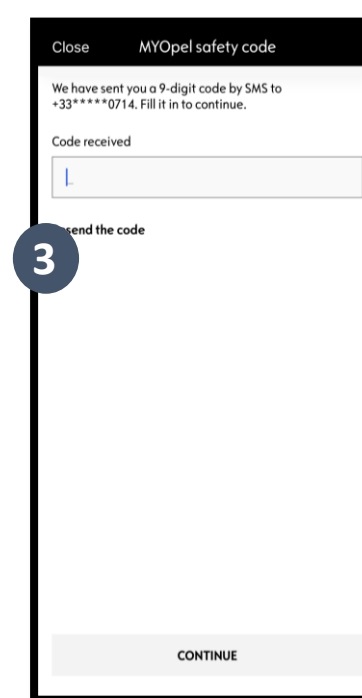 Close MYOpel safety code
We have sent you a 9-digit code by SMS to
+33*****0714. Fill it in to continue.
Code received
send the code
3
CONTINUE